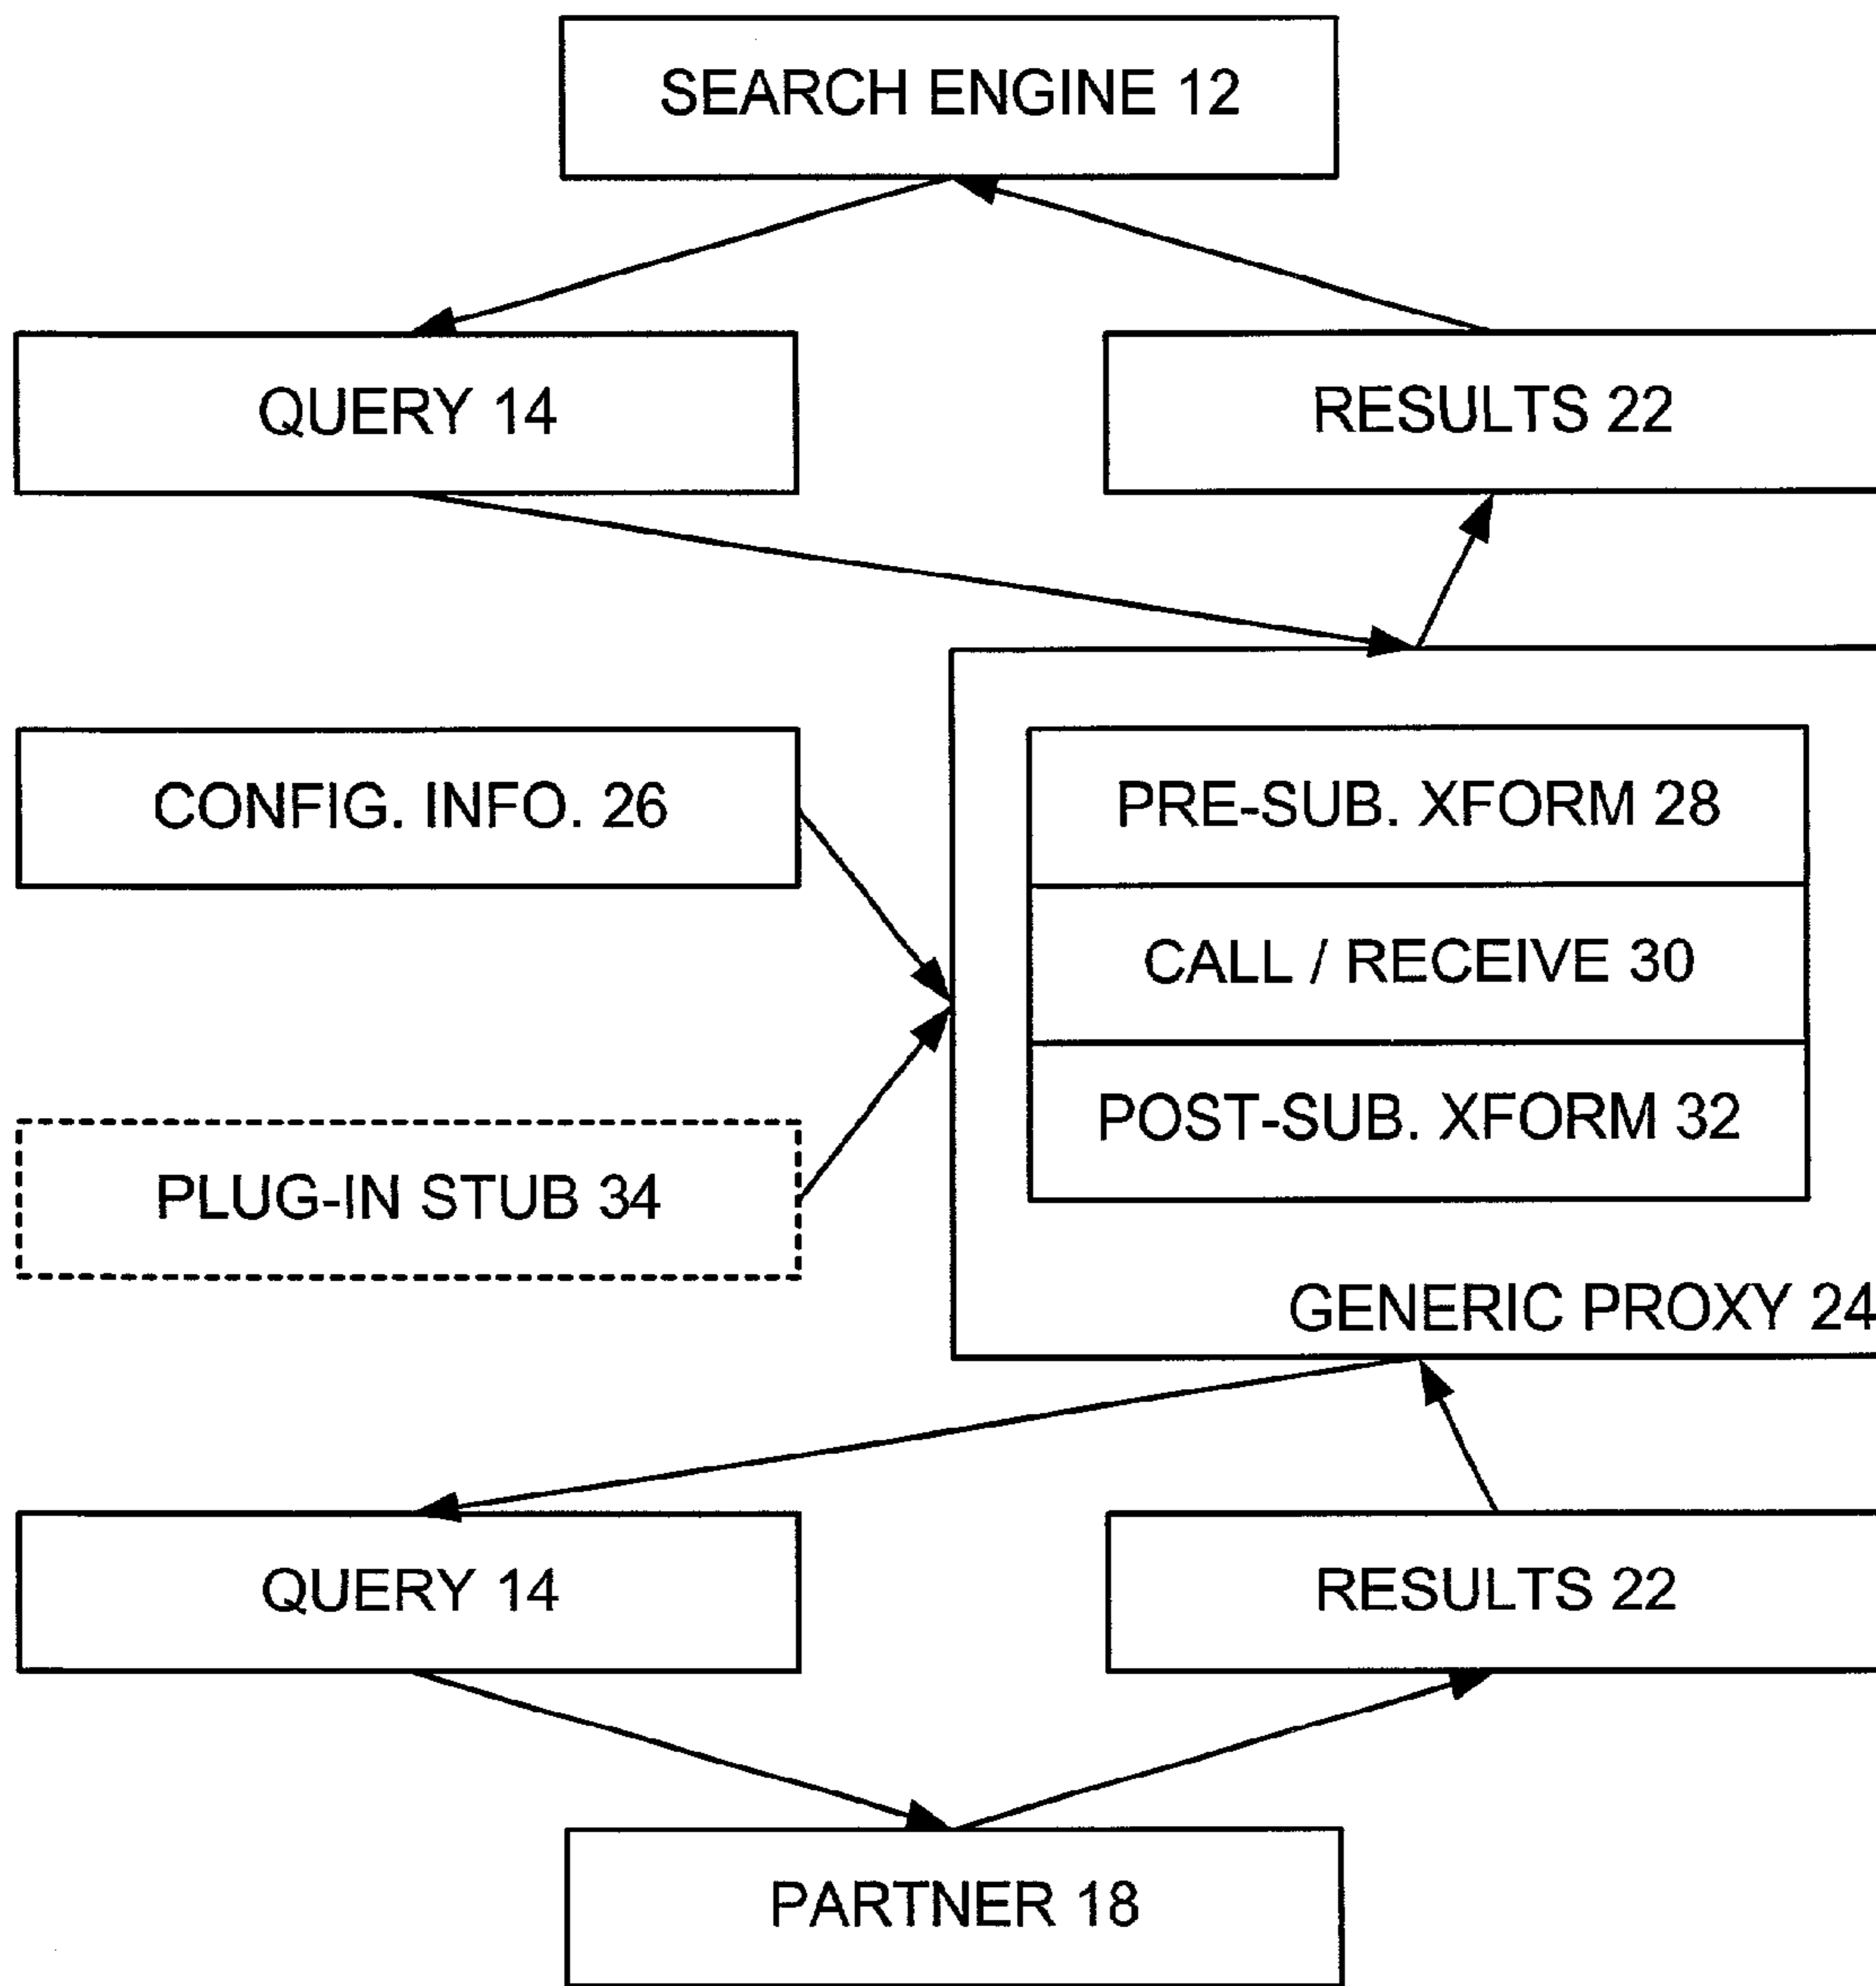 SEARCH ENGINE 12
QUERY 14
RESULTS 22
CONFIG. INFO. 26
PRE-SUB. XFORM 28
CALL / RECEIVE 30
POST-SUB. XFORM 32
PLUG-IN STUB 34
GENERIC PROXY 24
QUERY 14
RESULTS 22
PARTNER 18